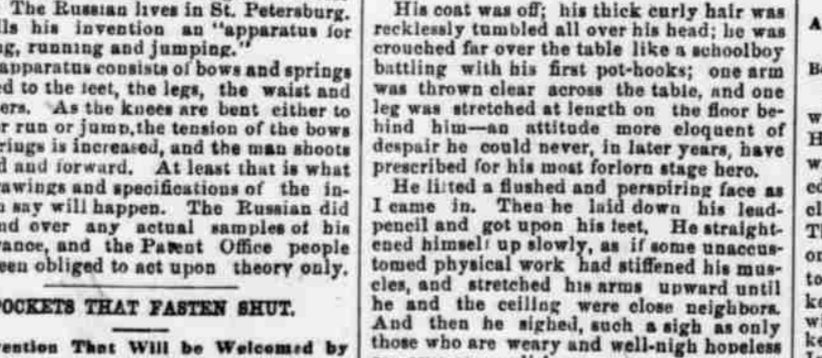 The Russian lives in St. Petersburg.
lls his invention an "apparatus for
g, running and jumping."
apparatus consists of bows and springs
ed to the feet, the legs, the waist and
ers. As the knees are bent either to
r run or jump, the tension of the bows
rings is increased, and the man shoots
d and forward. At least that is what
rawings and specifications of the in-
n say will happen. The Russian did
nd over any actual samples of his
ance, and the Patent Office people
een obliged to act upon theory only.
POCKETS THAT FASTEN SHUT.
vention That Will be Welcomed by
His coat was off; his thick curly hair was
recklessly tumbled all over his head; he was
crouched far over the table like a schoolboy
battling with his first pot-hooks; one arm
was thrown clear across the table, and one
leg was stretched at length on the floor be-
hind him—an attitude more eloquent of
despair he could never, in later years, have
prescribed for his most forlorn stage hero.
He lifted a flushed and perspiring face as
I came in. Then he laid down his lead-
pencil and got upon his feet. He straight-
ened himself up slowly, as if some unaccus-
tomed physical work had stiffened his mus-
cles, and stretched his arms upward until
he and the ceiling were close neighbors.
And then he sighed, such a sigh as only
those who are weary and well-nigh hopeless